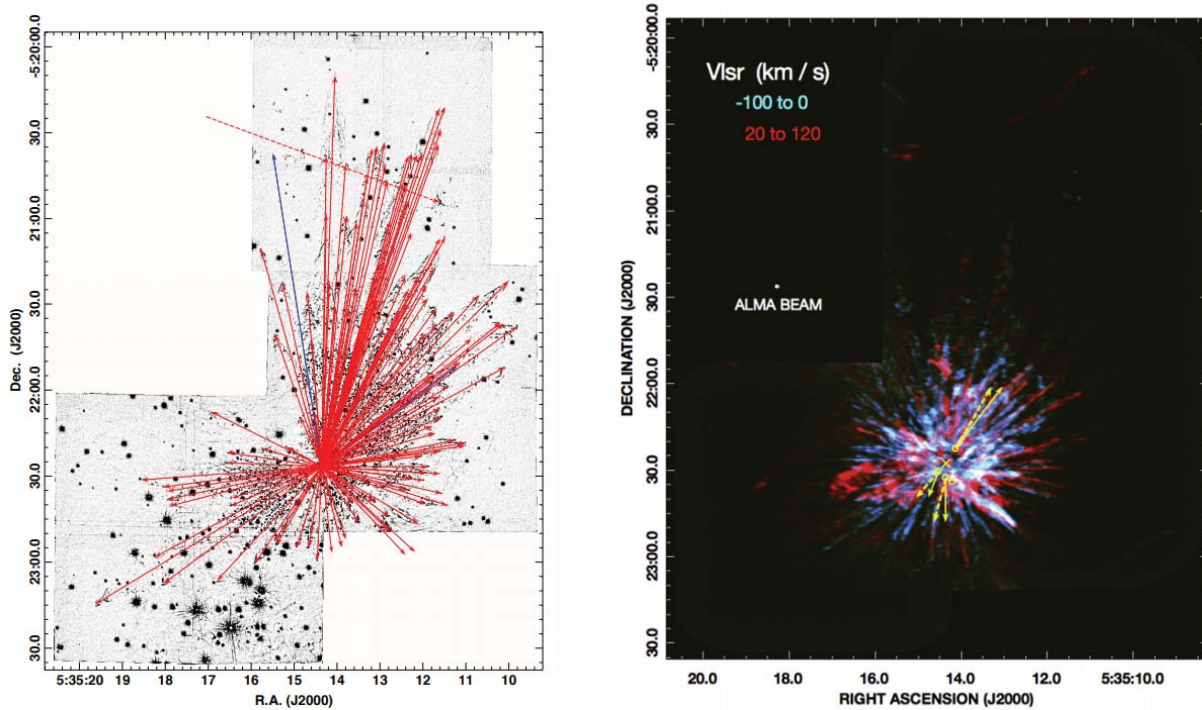 -5:20:00.0
30.0
21:00.0
30.0
22:00.0
30.0
23:00.0
30.0
Dec. (J2000)
5:35:20 19 18 17 16 15 14 13 12 11 10
R.A. (J2000)
Vlsr (km / s)
-100 to 0
20 to 120
ALMA BEAM
-5:20:00.0
30.0
21:00.0
30.0
22:00.0
30.0
23:00.0
30.0
DECLINATION (J2000)
20.0 18.0 16.0 14.0 12.0 5:35:10.0
RIGHT ASCENSION (J2000)